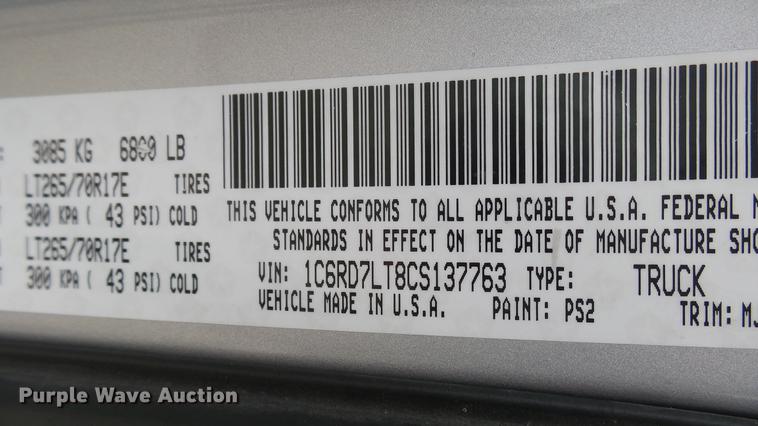 3085 KG 6800 LB
LT265/70R17E TIRES
300 KPA ( 43 PSI) COLD
LT265/70R17E TIRES
300 KPA ( 43 PSI) COLD
THIS VEHICLE CONFORMS TO ALL APPLICABLE U.S.A. FEDERAL M
STANDARDS IN EFFECT ON THE DATE OF MANUFACTURE SHO
VIN: 1C6RD7LT8CS137763 TYPE: TRUCK
VEHICLE MADE IN U.S.A. PAINT: PS2 TRIM: MJ
Purple Wave Auction